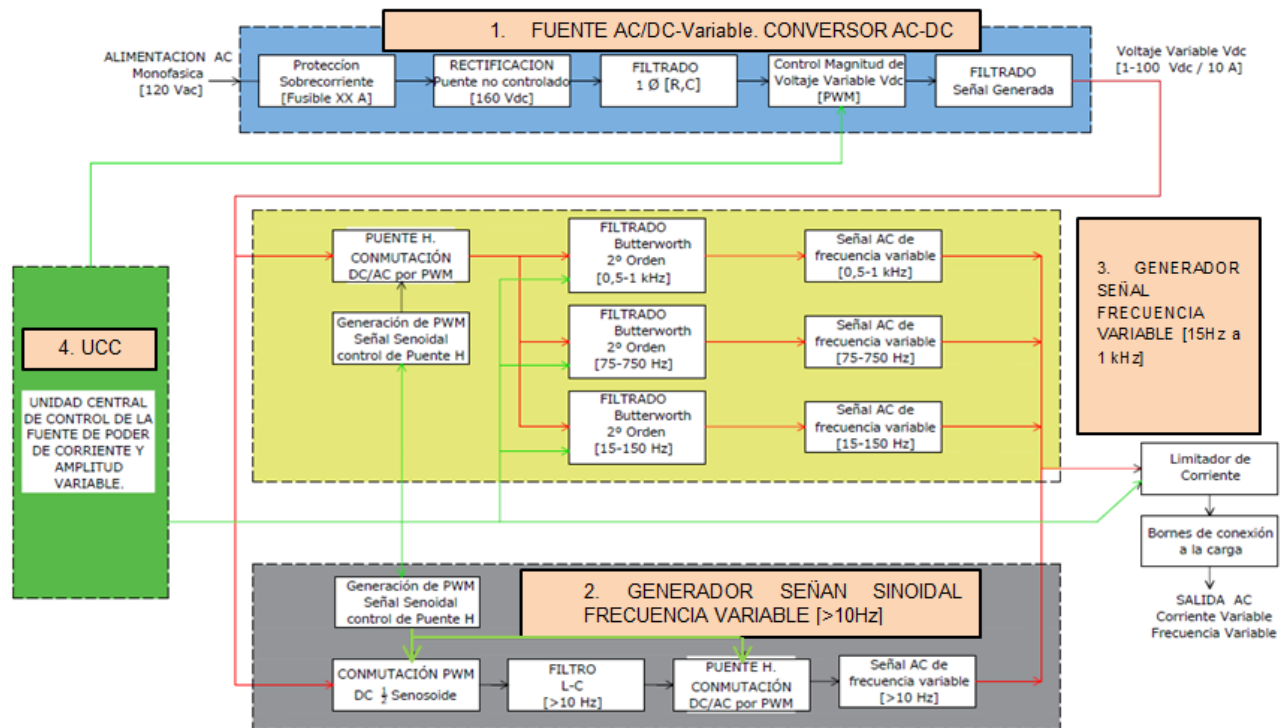 1. FUENTE AC/DC-Variable. CONVERSOR AC-DC
ALIMENTACION AC
Monofasica
[120 Vac]
Proteccíon
Sobrecorriente
[Fusible XX A]
RECTIFICACION
Puente no controlado
[160 Vdc]
FILTRADO
1 Ø [R,C]
Control Magnitud de
Voltaje Variable Vdc
[PWM]
FILTRADO
Señal Generada
Voltaje Variable Vdc
[1-100 Vdc / 10 A]
PUENTE H.
CONMUTACIÓN
DC/AC por PWM
Generación de PWM
Señal Senoidal
control de Puente H
FILTRADO
Butterworth
2º Orden
[0,5-1 kHz]
Señal AC de
frecuencia variable
[0,5-1 kHz]
FILTRADO
Butterworth
2º Orden
[75-750 Hz]
Señal AC de
frecuencia variable
[75-750 Hz]
FILTRADO
Butterworth
2º Orden
[15-150 Hz]
Señal AC de
frecuencia variable
[15-150 Hz]
3. GENERADOR
SEÑAL
FRECUENCIA
VARIABLE [15Hz a
1 kHz]
4. UCC
UNIDAD CENTRAL
DE CONTROL DE LA
FUENTE DE PODER
DE CORRIENTE Y
AMPLITUD
VARIABLE.
Limitador de
Corriente
Bornes de conexión
a la carga
SALIDA AC
Corriente Variable
Frecuencia Variable
Generación de PWM
Señal Senoidal
control de Puente H
2. GENERADOR SEÑAN SINOIDAL
FRECUENCIA VARIABLE [>10Hz]
CONMUTACIÓN PWM
DC ½ Senosoide
FILTRO
L-C
[>10 Hz]
PUENTE H.
CONMUTACIÓN
DC/AC por PWM
Señal AC de
frecuencia variable
[>10 Hz]